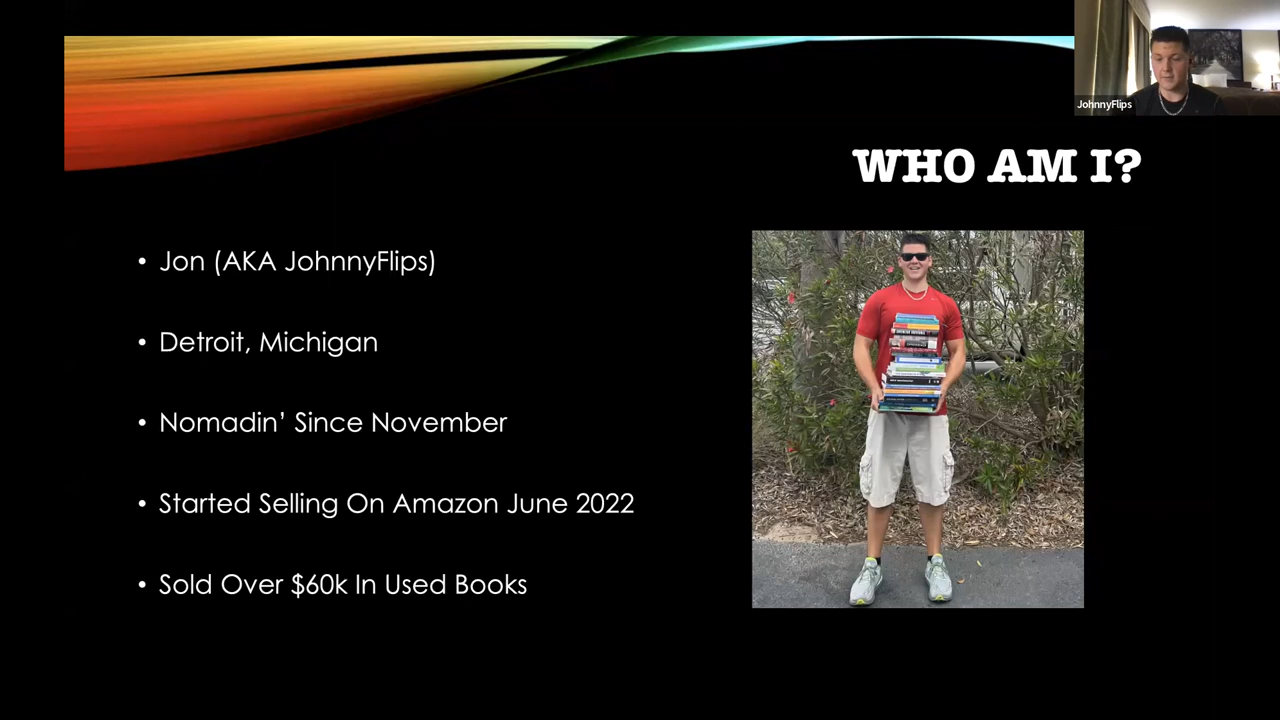 JohnnyFlips
WHO AM I?
• Jon (AKA JohnnyFlips)
• Detroit, Michigan
• Nomadin’ Since November
• Started Selling On Amazon June 2022
• Sold Over $60k In Used Books